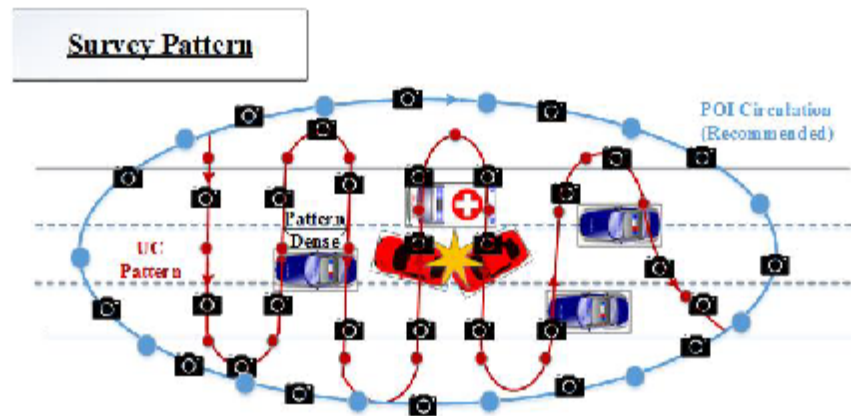 Survey Pattern
POI Circulation
(Recommended)
Pattern
Dense
UC
Pattern